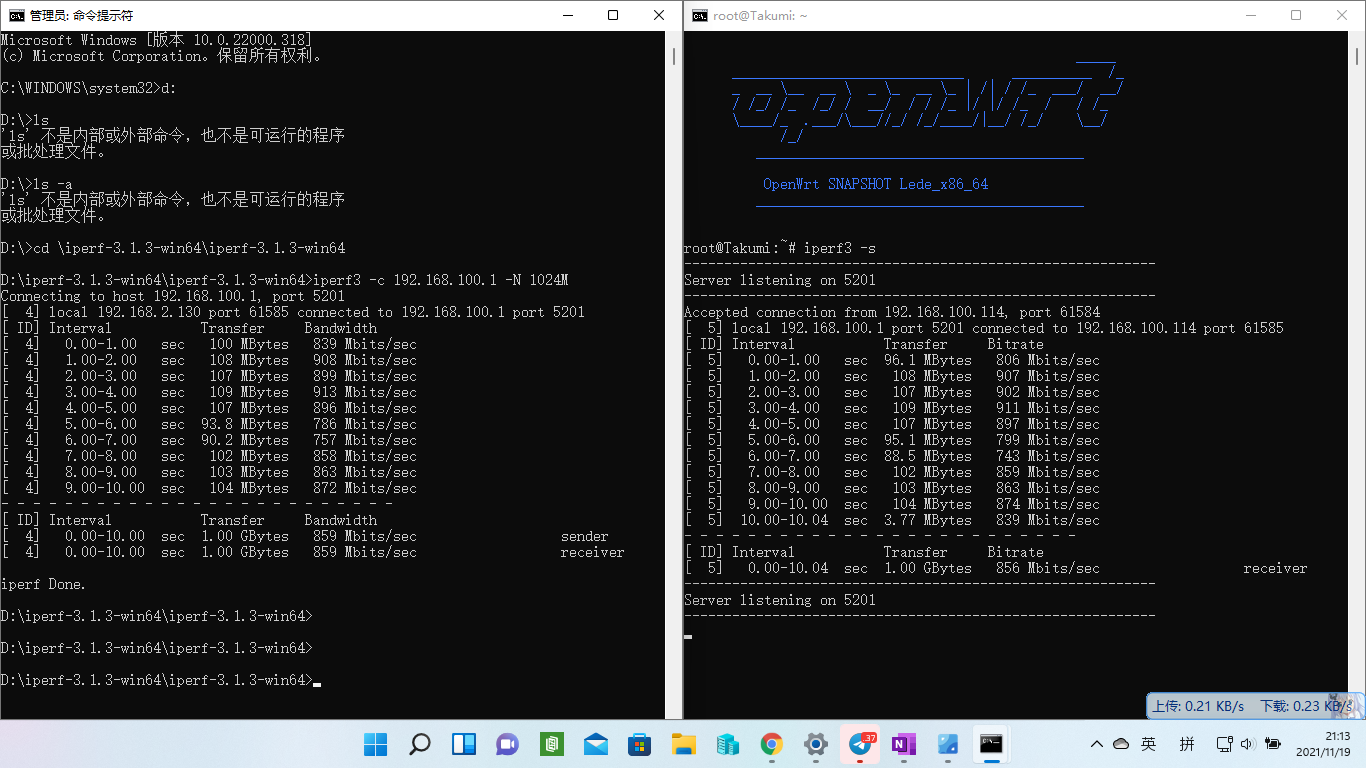 管理员: 命令提示符
Microsoft Windows [版本 10.0.22000.318]
(c) Microsoft Corporation。保留所有权利。
C:\WINDOWS\system32>d:
D:\>ls
'ls' 不是内部或外部命令，也不是可运行的程序
或批处理文件。
D:\>ls -a
'ls' 不是内部或外部命令，也不是可运行的程序
或批处理文件。
D:\>cd \iperf-3.1.3-win64\iperf-3.1.3-win64
D:\iperf-3.1.3-win64\iperf-3.1.3-win64>iperf3 -c 192.168.100.1 -N 1024M
Connecting to host 192.168.100.1, port 5201
[  4] local 192.168.2.130 port 61585 connected to 192.168.100.1 port 5201
[ ID] Interval           Transfer     Bandwidth
[  4]   0.00-1.00   sec   100 MBytes   839 Mbits/sec
[  4]   1.00-2.00   sec   108 MBytes   908 Mbits/sec
[  4]   2.00-3.00   sec   107 MBytes   899 Mbits/sec
[  4]   3.00-4.00   sec   109 MBytes   913 Mbits/sec
[  4]   4.00-5.00   sec   107 MBytes   896 Mbits/sec
[  4]   5.00-6.00   sec  93.8 MBytes   786 Mbits/sec
[  4]   6.00-7.00   sec  90.2 MBytes   757 Mbits/sec
[  4]   7.00-8.00   sec   102 MBytes   858 Mbits/sec
[  4]   8.00-9.00   sec   103 MBytes   863 Mbits/sec
[  4]   9.00-10.00  sec   104 MBytes   872 Mbits/sec
- - - - - - - - - - - - - - - - - - - - - - - - -
[ ID] Interval           Transfer     Bandwidth
[  4]   0.00-10.00  sec  1.00 GBytes   859 Mbits/sec                  sender
[  4]   0.00-10.00  sec  1.00 GBytes   859 Mbits/sec                  receiver
iperf Done.
D:\iperf-3.1.3-win64\iperf-3.1.3-win64>
D:\iperf-3.1.3-win64\iperf-3.1.3-win64>
D:\iperf-3.1.3-win64\iperf-3.1.3-win64>
root@Takumi: ~
openwrt
OpenWrt SNAPSHOT Lede_x86_64
root@Takumi:~# iperf3 -s
-----------------------------------------------------------
Server listening on 5201
-----------------------------------------------------------
Accepted connection from 192.168.100.114, port 61584
[  5] local 192.168.100.1 port 5201 connected to 192.168.100.114 port 61585
[ ID] Interval           Transfer     Bitrate
[  5]   0.00-1.00   sec  96.1 MBytes   806 Mbits/sec
[  5]   1.00-2.00   sec   108 MBytes   907 Mbits/sec
[  5]   2.00-3.00   sec   107 MBytes   902 Mbits/sec
[  5]   3.00-4.00   sec   109 MBytes   911 Mbits/sec
[  5]   4.00-5.00   sec   107 MBytes   897 Mbits/sec
[  5]   5.00-6.00   sec  95.1 MBytes   799 Mbits/sec
[  5]   6.00-7.00   sec  88.5 MBytes   743 Mbits/sec
[  5]   7.00-8.00   sec   102 MBytes   859 Mbits/sec
[  5]   8.00-9.00   sec   103 MBytes   863 Mbits/sec
[  5]   9.00-10.00  sec   104 MBytes   874 Mbits/sec
[  5]  10.00-10.04  sec  3.77 MBytes   839 Mbits/sec
- - - - - - - - - - - - - - - - - - - - - - - - -
[ ID] Interval           Transfer     Bitrate
[  5]   0.00-10.04  sec  1.00 GBytes   856 Mbits/sec                  receiver
-----------------------------------------------------------
Server listening on 5201
-----------------------------------------------------------
上传: 0.21 KB/s 下载: 0.23 KB/s
37
英 拼
21:13
2021/11/19